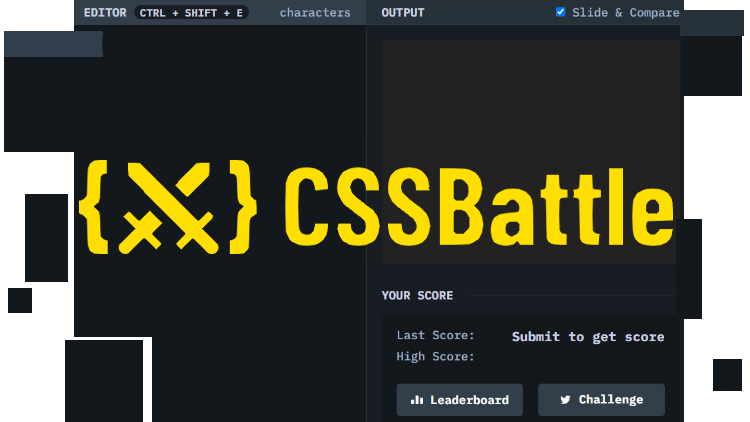 EDITOR CTRL + SHIFT + E characters
OUTPUT Slide & Compare
CSSBattle
YOUR SCORE
Last Score: Submit to get score
High Score:
Leaderboard Challenge